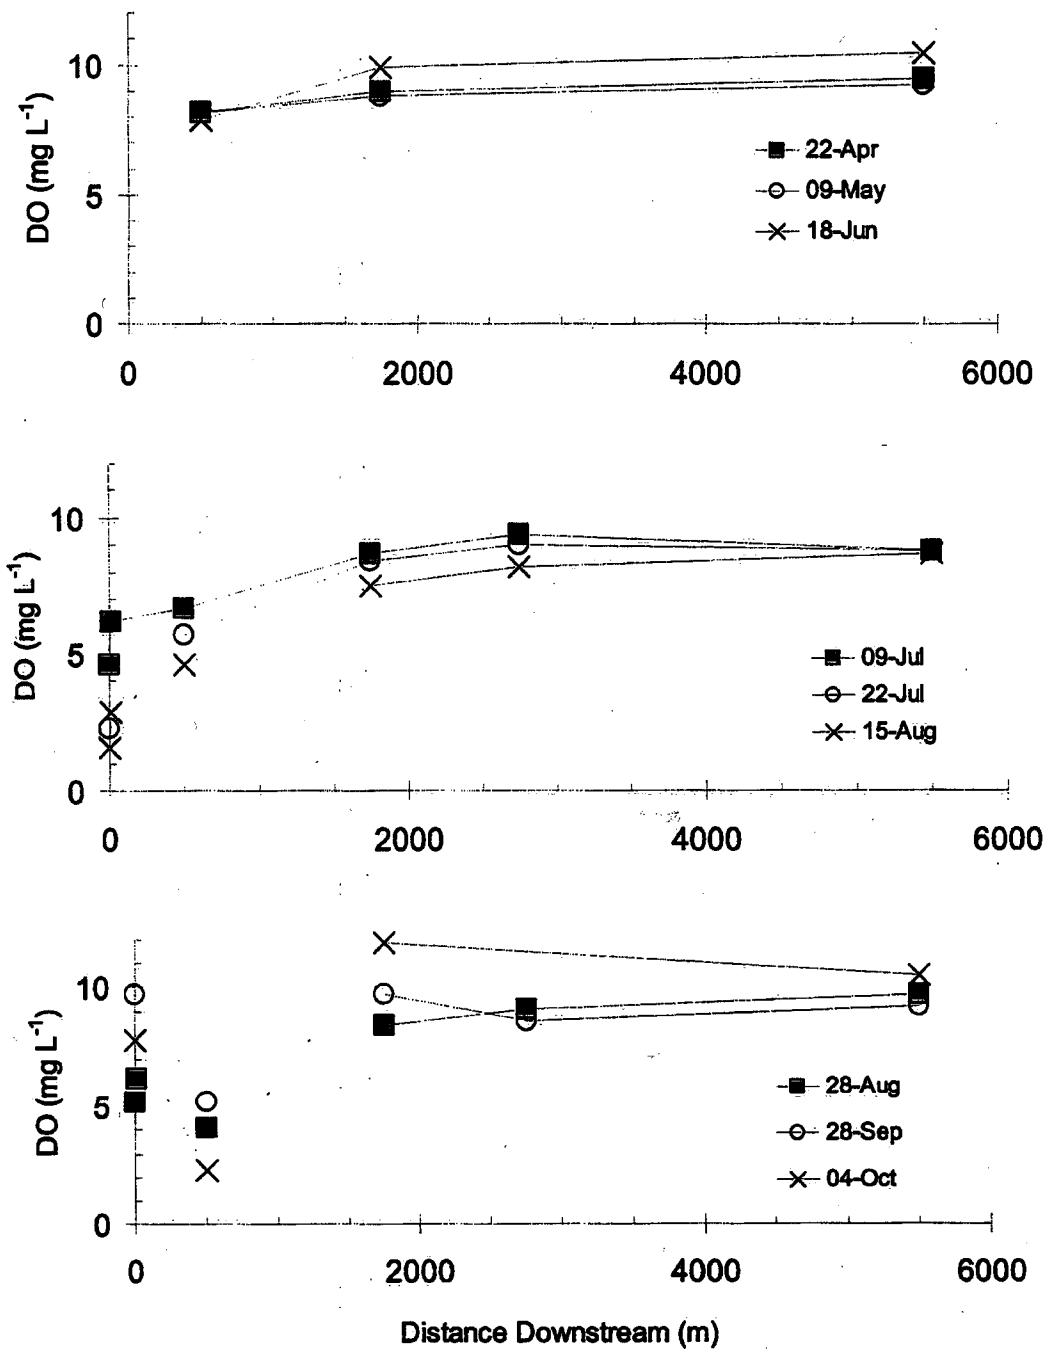 10
5
0
DO (mg L-1)
22-Apr
09-May
18-Jun
0 2000 4000 6000
10
5
0
DO (mg L-1)
09-Jul
22-Jul
15-Aug
0 2000 4000 6000
10
5
0
DO (mg L-1)
28-Aug
28-Sep
04-Oct
0 2000 4000 6000
Distance Downstream (m)